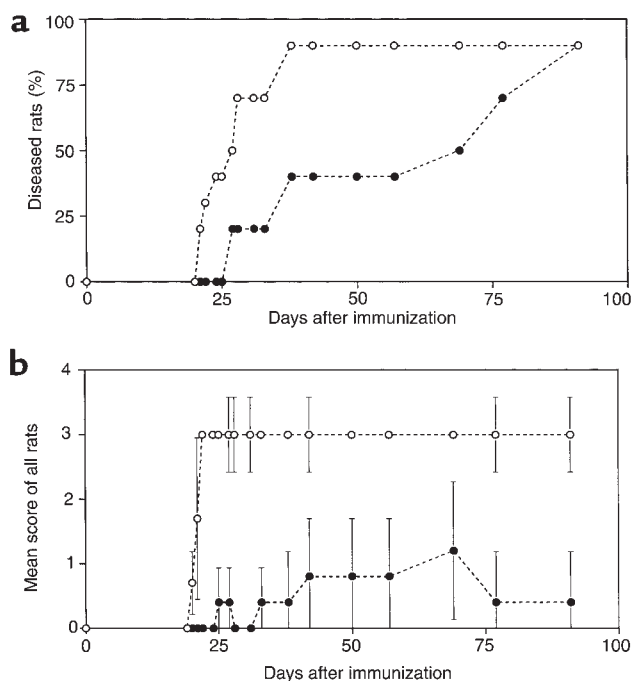 a
100
75
50
25
0
Diseased rats (%)
0 25 50 75 100
Days after immunization
b
4
3
2
1
0
Mean score of all rats
0 25 50 75 100
Days after immunization